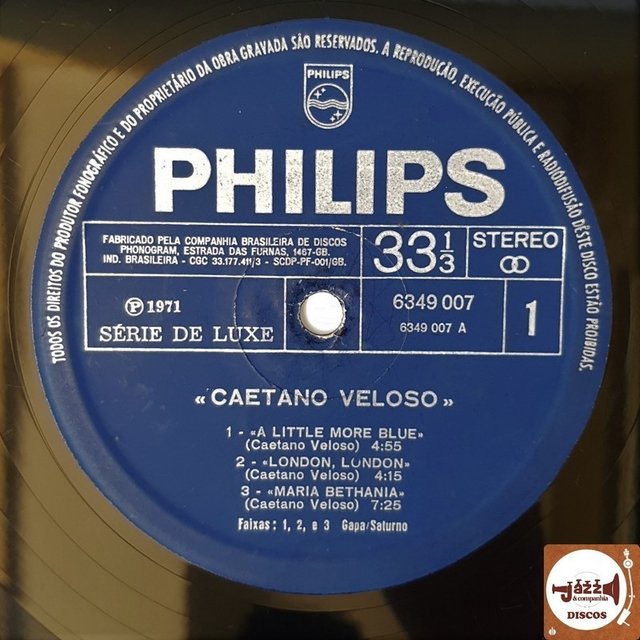 TODOS OS DIREITOS DO PRODUTOR FONOGRÁFICO E DO PROPRIETÁRIO DA OBRA GRAVADA SÃO RESERVADOS. A REPRODUÇÃO, EXECUÇÃO PÚBLICA E RADIODIFUSÃO DÊSTE DISCO ESTÃO PROIBIDAS.
PHILIPS
PHILIPS
FABRICADO PELA COMPANHIA BRASILEIRA DE DISCOS
PHONOGRAM, ESTRADA DAS FURNAS, 1467-GB.
IND. BRASILEIRA - CGC 33.177.411/3 - SCDP-PF-001/GB.
33 1/3
STEREO
℗ 1971
SÉRIE DE LUXE
6349 007
6349 007 A
1
«CAETANO VELOSO»
1 - «A LITTLE MORE BLUE»
(Caetano Veloso) 4:55
2 - «LONDON, LONDON»
(Caetano Veloso) 4:15
3 - «MARIA BETHANIA»
(Caetano Veloso) 7:25
Faixas: 1, 2, e 3 Gapa/Saturno
Jazz
& companhia
DISCOS